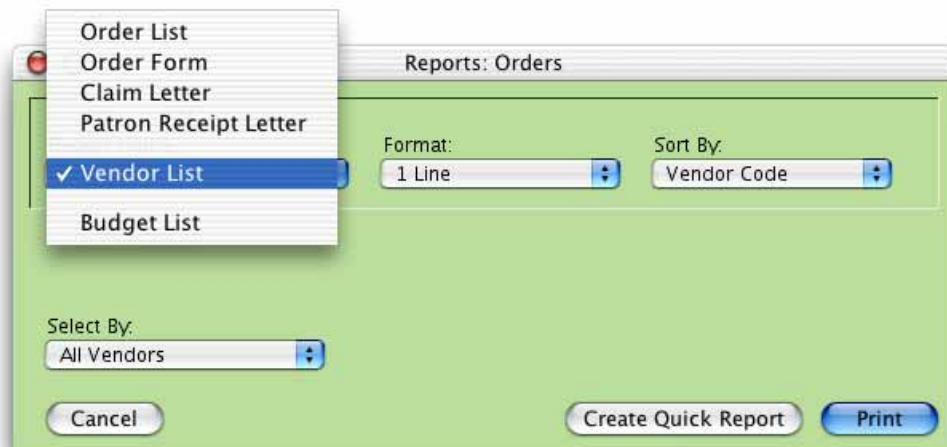 Order List
Order Form
Claim Letter
Patron Receipt Letter
✓ Vendor List
Budget List
Reports: Orders
Format:
1 Line
Sort By:
Vendor Code
Select By:
All Vendors
Cancel
Create Quick Report
Print